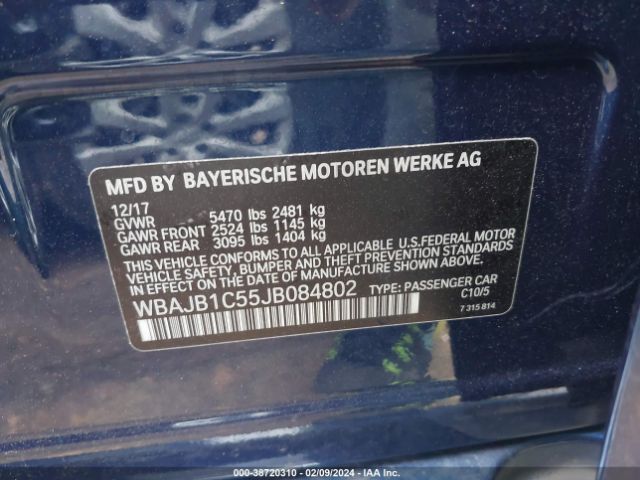 MFD BY BAYERISCHE MOTOREN WERKE AG
12/17
GVWR 5470 lbs 2481 kg
GAWR FRONT 2524 lbs 1145 kg
GAWR REAR 3095 lbs 1404 kg
THIS VEHICLE CONFORMS TO ALL APPLICABLE U.S.FEDERAL MOTOR
VEHICLE SAFETY, BUMPER, AND THEFT PREVENTION STANDARDS
IN EFFECT ON THE DATE OF MANUFACTURE SHOWN ABOVE.
WBAJB1C55JB084802 TYPE: PASSENGER CAR
C10/5
7 315 814
000-38720310 - 02/09/2024 - IAA Inc.